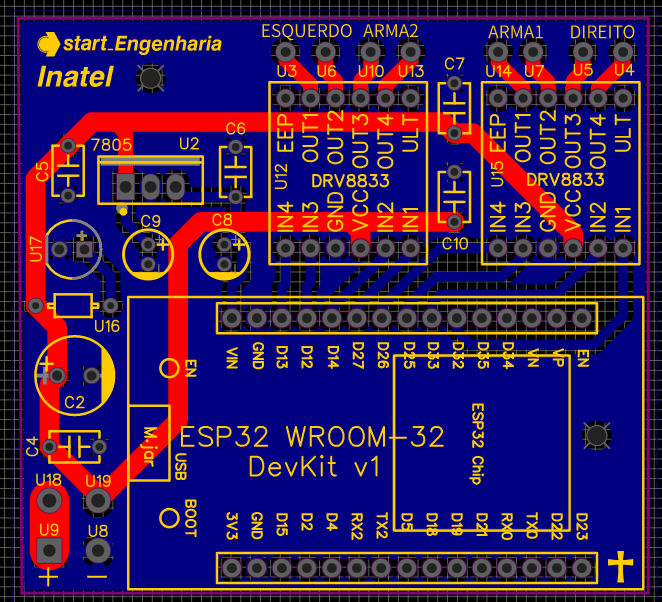 start_Engenharia
Inatel
ESQUERDO ARMA2
ARMA1 DIREITO
U3 U6 U10 U13
C7
U14 U7 U5 U4
7805 U2 C6
C5
EEP OUT1 OUT2 OUT3 OUT4 ULT
U12 DRV8833
IN4 IN3 GND VCC IN2 IN1
EEP OUT1 OUT2 OUT3 OUT4 ULT
U15 DRV8833
IN4 IN3 GND VCC IN2 IN1
C10
U17 C9 C8
U16
C2
C4
U18 U19
U9 U8
+ −
VIN GND D13 D12 D14 D27 D26 D25 D33 D32 D35 D34 VN VP EN
EN
M.jar
USB
BOOT
ESP32 WROOM-32
DevKit v1
ESP32 Chip
3V3 GND D15 D2 D4 RX2 TX2 D5 D18 D19 D21 RX0 TX0 D22 D23